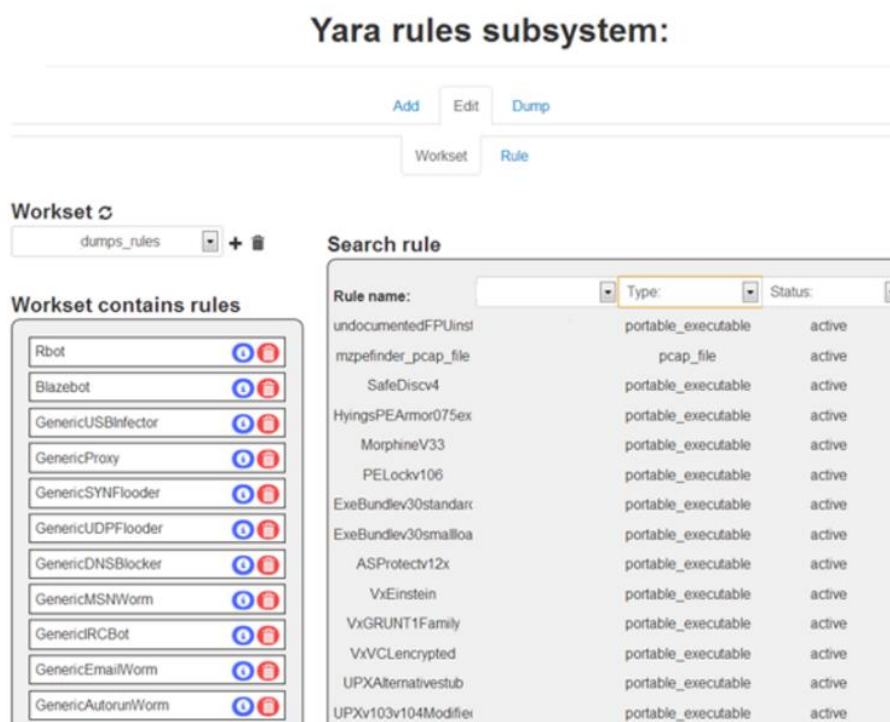 Yara rules subsystem:
Add Edit Dump
Workset Rule
Workset
dumps_rules
Workset contains rules
Rbot
Blazebot
GenericUSBInfector
GenericProxy
GenericSYNFlooder
GenericUDPFlooder
GenericDNSBlocker
GenericMSNWorm
GenericIRCBot
GenericEmailWorm
GenericAutorunWorm
Search rule
Rule name: Type: Status:
undocumentedFPUinst portable_executable active
mzpefinder_pcap_file pcap_file active
SafeDiscv4 portable_executable active
HyingsPEArmor075ex portable_executable active
MorphineV33 portable_executable active
PELockv106 portable_executable active
ExeBundlev30standard portable_executable active
ExeBundlev30smallloa portable_executable active
ASProtectv12x portable_executable active
VxEinstein portable_executable active
VxGRUNT1Family portable_executable active
VxVCLencrypted portable_executable active
UPXAlternativestub portable_executable active
UPXv103v104Modified portable_executable active